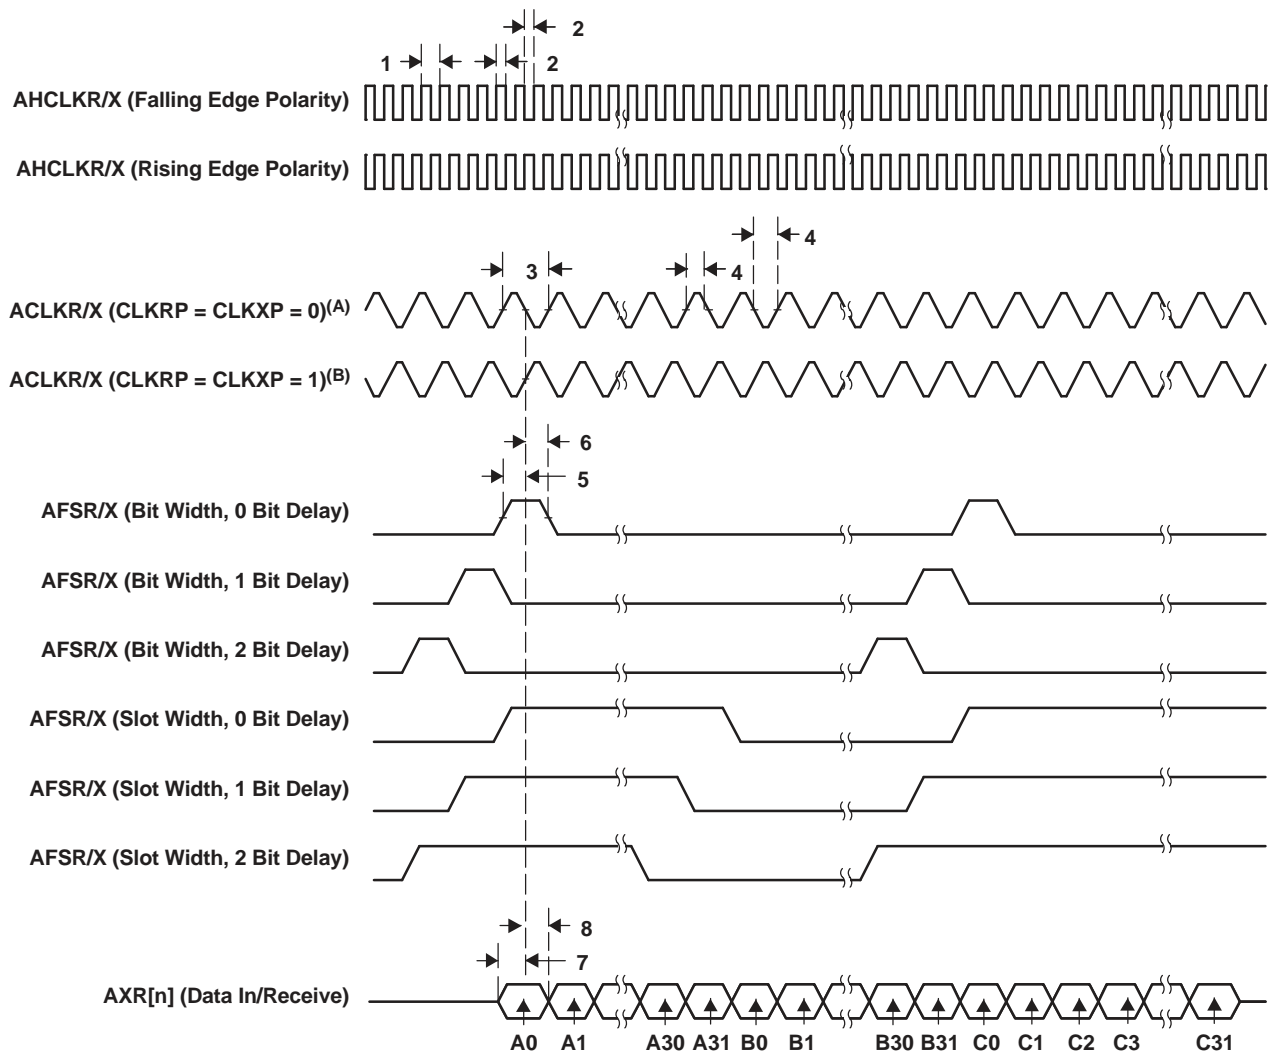 2
1
2
AHCLKR/X (Falling Edge Polarity)
AHCLKR/X (Rising Edge Polarity)
4
3
4
ACLKR/X (CLKRP = CLKXP = 0)(A)
ACLKR/X (CLKRP = CLKXP = 1)(B)
6
5
AFSR/X (Bit Width, 0 Bit Delay)
AFSR/X (Bit Width, 1 Bit Delay)
AFSR/X (Bit Width, 2 Bit Delay)
AFSR/X (Slot Width, 0 Bit Delay)
AFSR/X (Slot Width, 1 Bit Delay)
AFSR/X (Slot Width, 2 Bit Delay)
8
7
AXR[n] (Data In/Receive)
A0 A1 A30 A31 B0 B1 B30 B31 C0 C1 C2 C3 C31